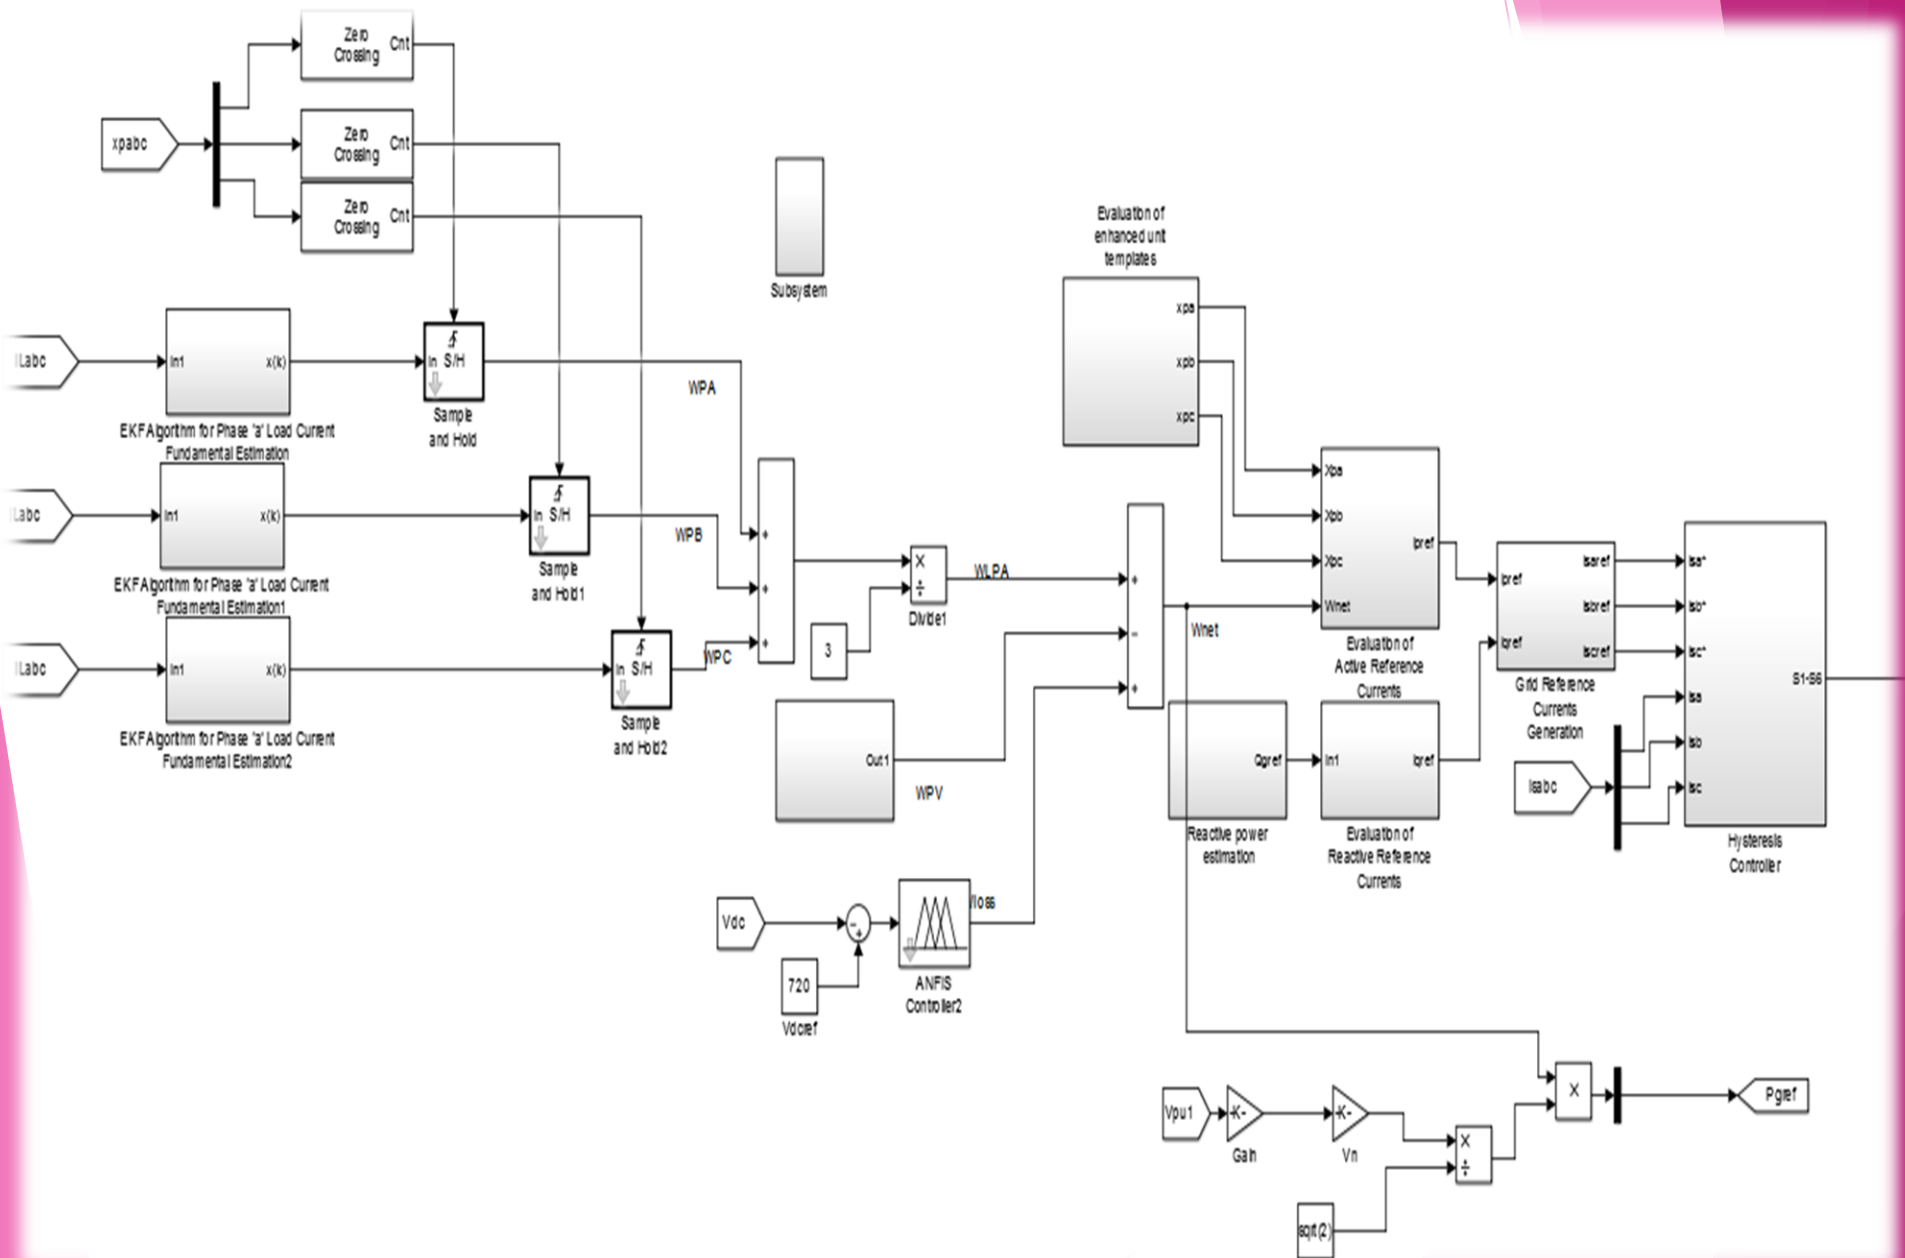 Zero
Crossing
Cnt
xpabc
Zero
Crossing
Cnt
Zero
Crossing
Cnt
Subsystem
Evaluation of
enhanced unit
templates
xpa
xpb
xpc
iLabc
In1
x(k)
In
S/H
Sample
and Hold
EKF Algorithm for Phase 'a' Load Current
Fundamental Estimation
WPA
Labc
In1
x(k)
In
S/H
Sample
and Hold1
EKF Algorithm for Phase 'a' Load Current
Fundamental Estimation1
WPB
iLabc
In1
x(k)
In
S/H
Sample
and Hold2
EKF Algorithm for Phase 'a' Load Current
Fundamental Estimation2
WPC
+
+
+
3
×
÷
Divide1
WLPA
+
−
+
Wnet
Out1
WPV
Vdc
−
+
720
Vdcref
ANFIS
Controller2
loss
Xpa
Xpb
Xpc
Wnet
Ipref
Evaluation of
Active Reference
Currents
Qgref
Reactive power
estimation
In1
Iqref
Evaluation of
Reactive Reference
Currents
Ipref
Iqref
Isaref
Isbref
Iscref
Grid Reference
Currents
Generation
Isabc
Isa*
Isb*
Isc*
Isa
Isb
Isc
S1-S6
Hysteresis
Controller
Vpu1
-K-
Gain
-K-
Vn
×
÷
sqrt(2)
×
Pgref